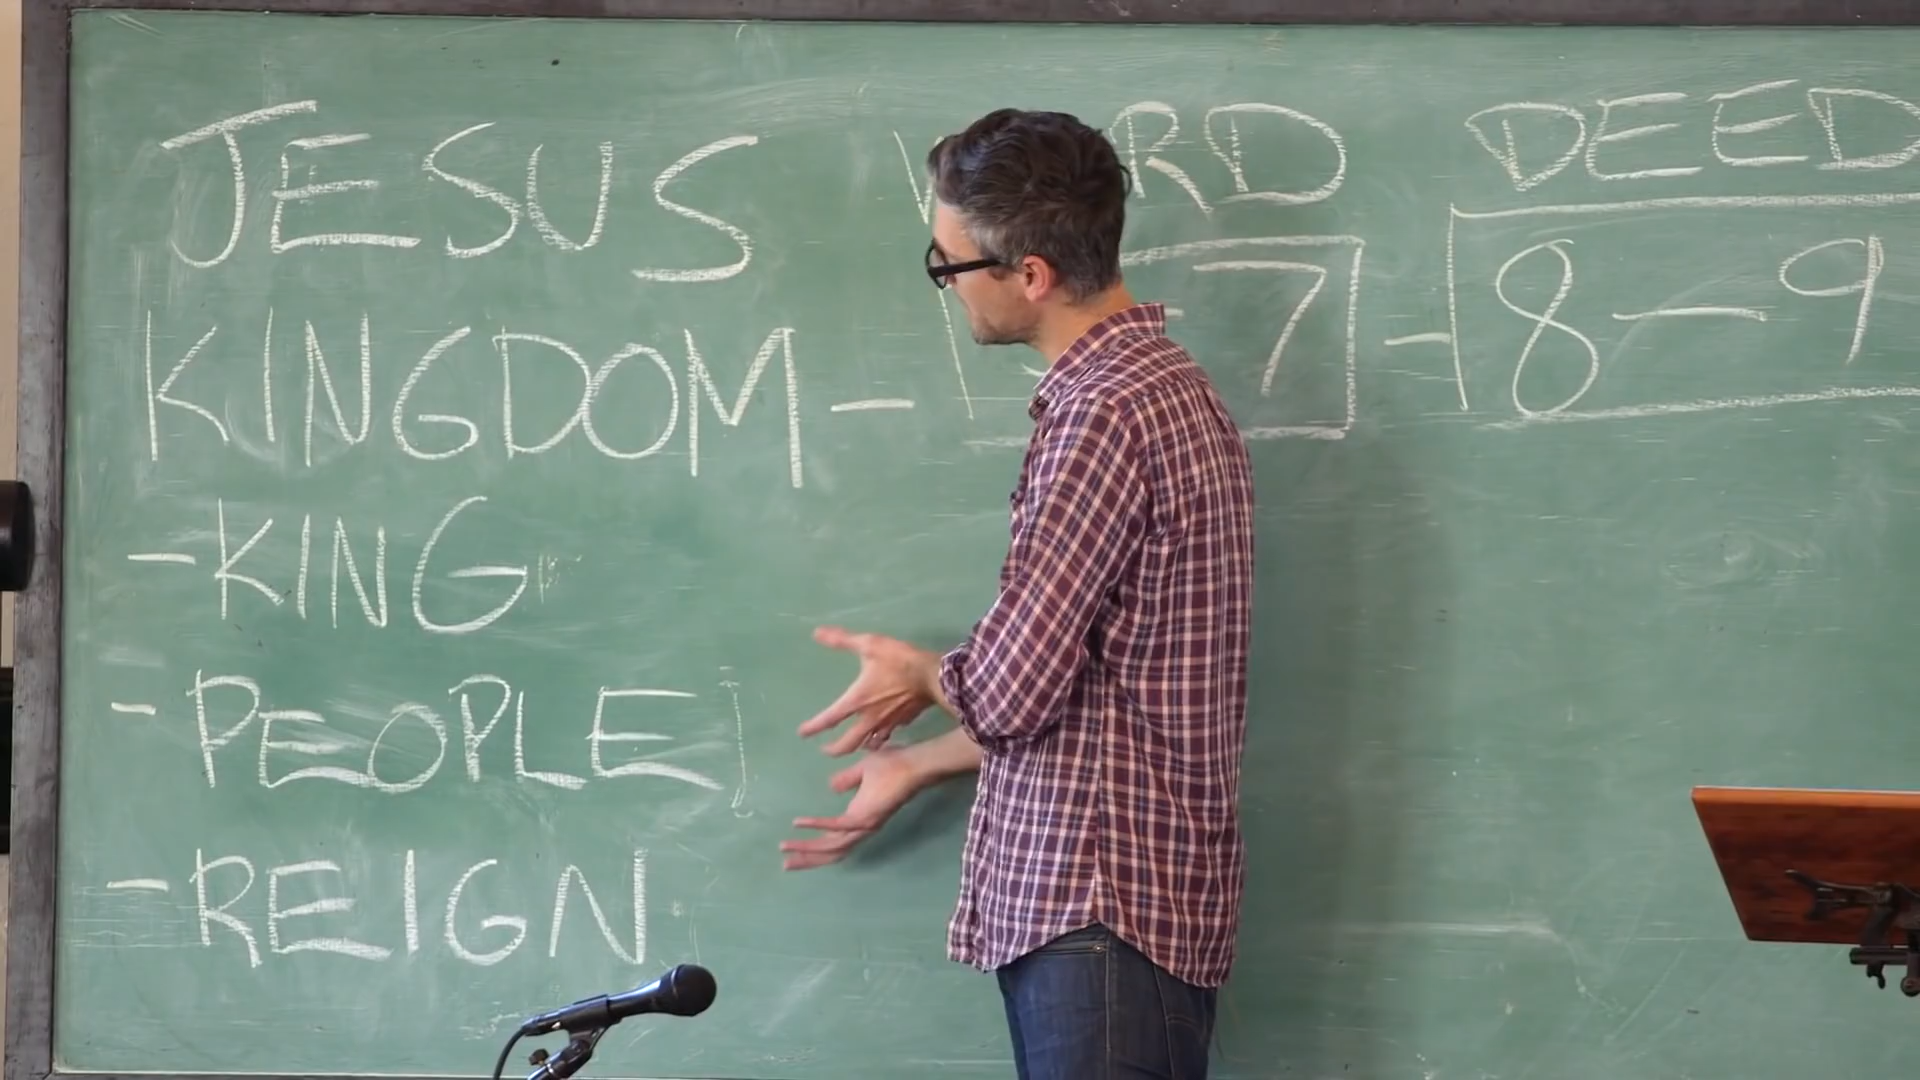 JESUS
DEED
KINGDOM - - 7 - 8 - 9
- KING
- PEOPLE
- REIGN